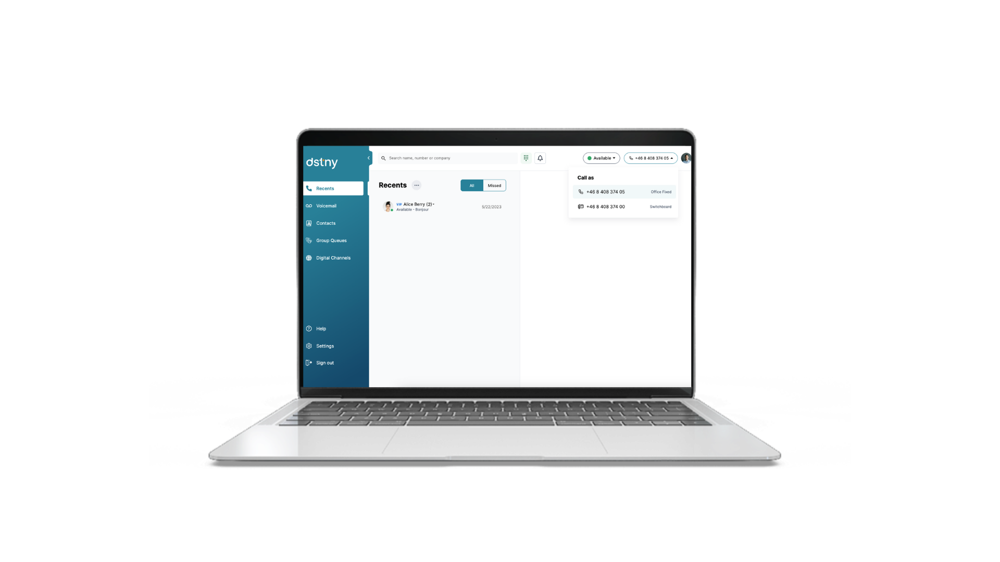 dstny
Search name, number or company
Available
+46 8 408 374 05
Recents
Voicemail
Contacts
Group Queues
Digital Channels
Help
Settings
Sign out
Recents
All
Missed
VIP Alice Berry (2)
Available - Bonjour
5/22/2023
Call as
+46 8 408 374 05 Office Fixed
+46 8 408 374 00 Switchboard